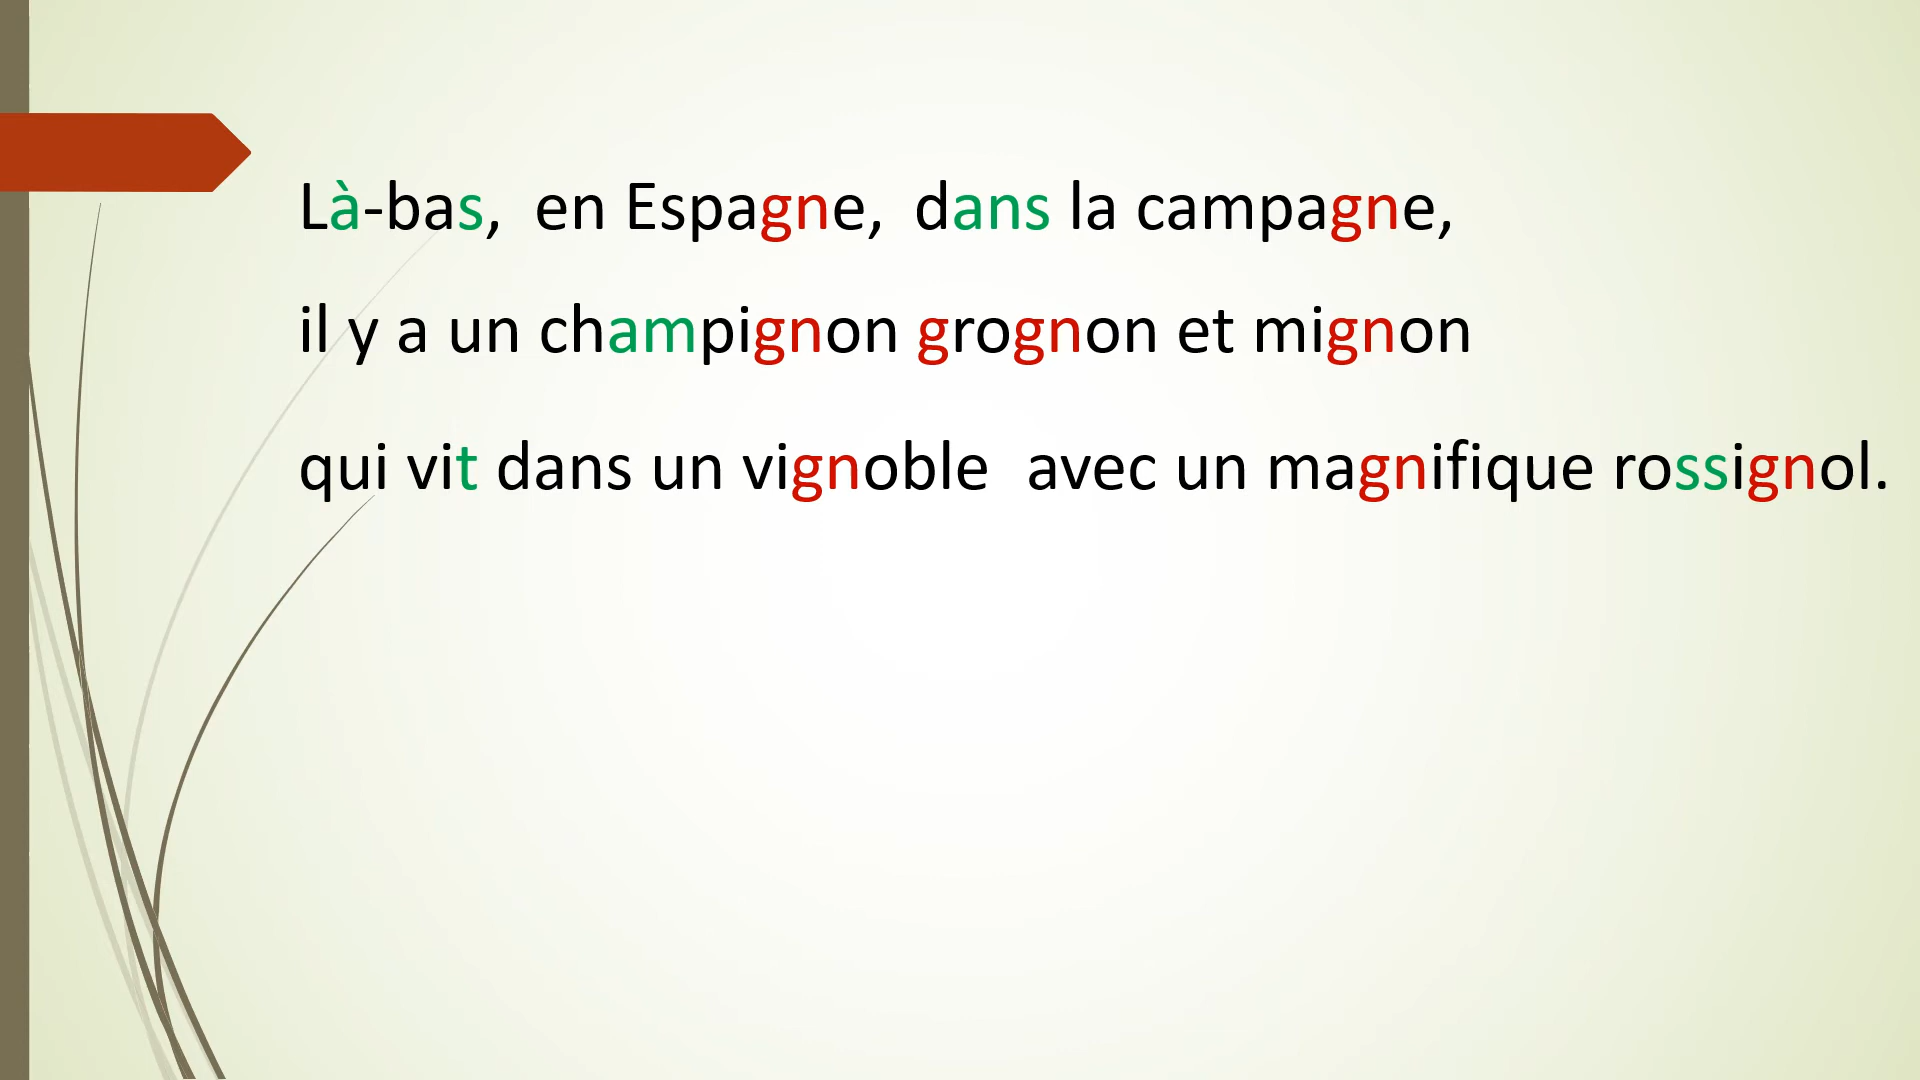 Là-bas, en Espagne, dans la campagne,
il y a un champignon grognon et mignon
qui vit dans un vignoble avec un magnifique rossignol.